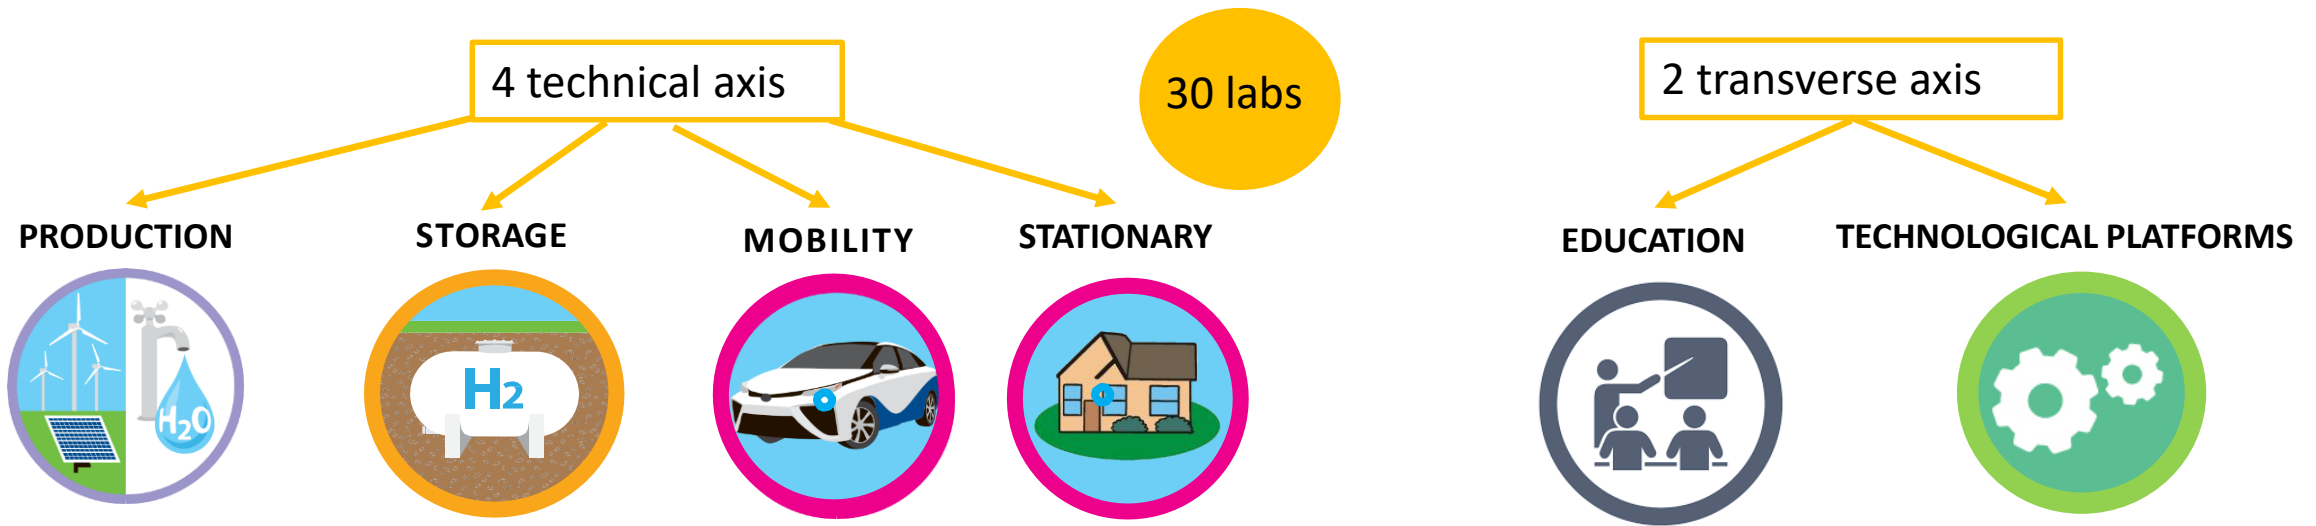 4 technical axis
30 labs
2 transverse axis
PRODUCTION
STORAGE
MOBILITY
STATIONARY
EDUCATION
TECHNOLOGICAL PLATFORMS
H₂O
H2